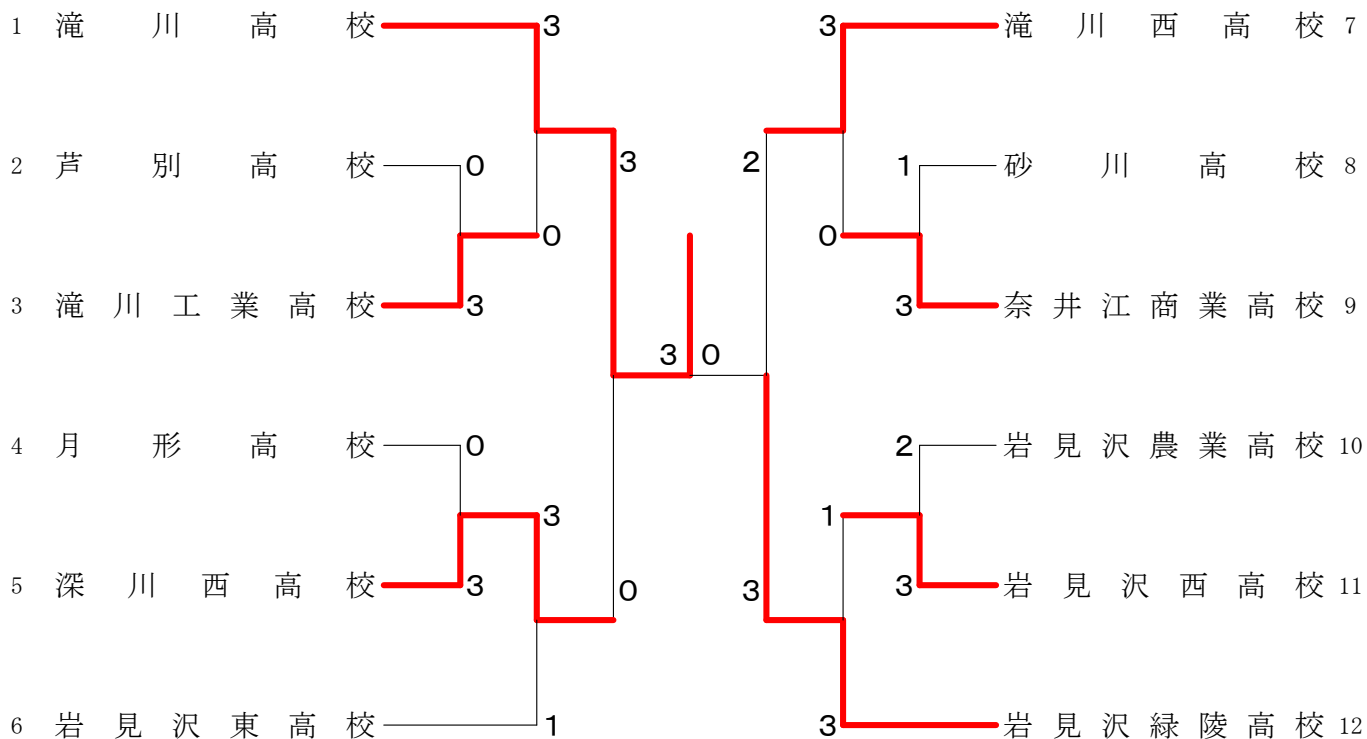 1 滝川高校 3 3 滝川西高校 7
2 芦別高校 0 3 2 1 砂川高校 8
0 0
3 滝川工業高校 3 3 奈井江商業高校 9
3 0
4 月形高校 0 2 岩見沢農業高校 10
3 1
5 深川西高校 3 0 3 3 岩見沢西高校 11
6 岩見沢東高校 1 3 岩見沢緑陵高校 12